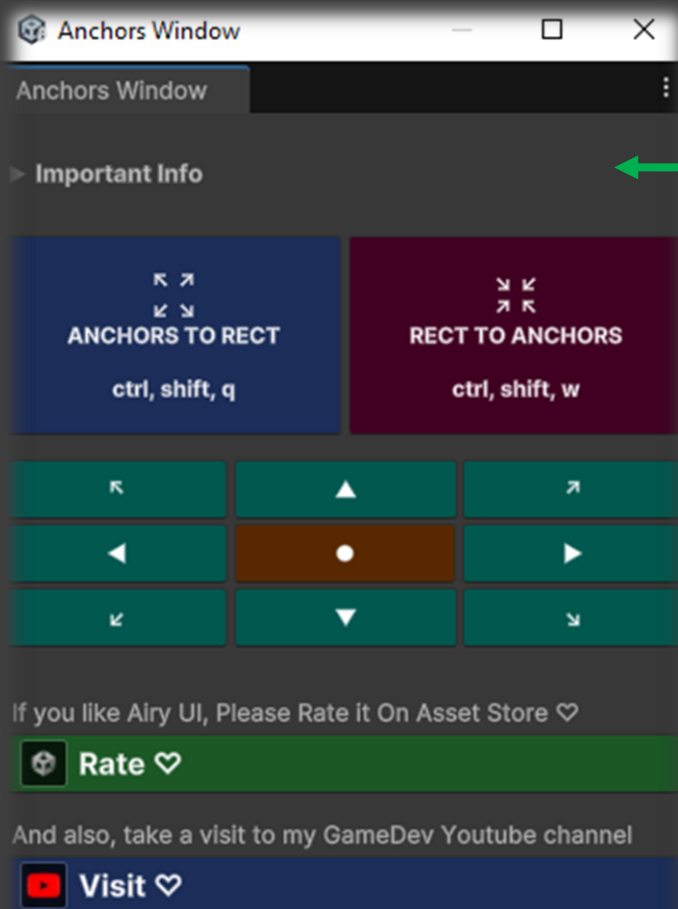 Anchors Window
Anchors Window
Important Info
ANCHORS TO RECT
ctrl, shift, q
RECT TO ANCHORS
ctrl, shift, w
If you like Airy UI, Please Rate it On Asset Store ♡
Rate ♡
And also, take a visit to my GameDev Youtube channel
Visit ♡